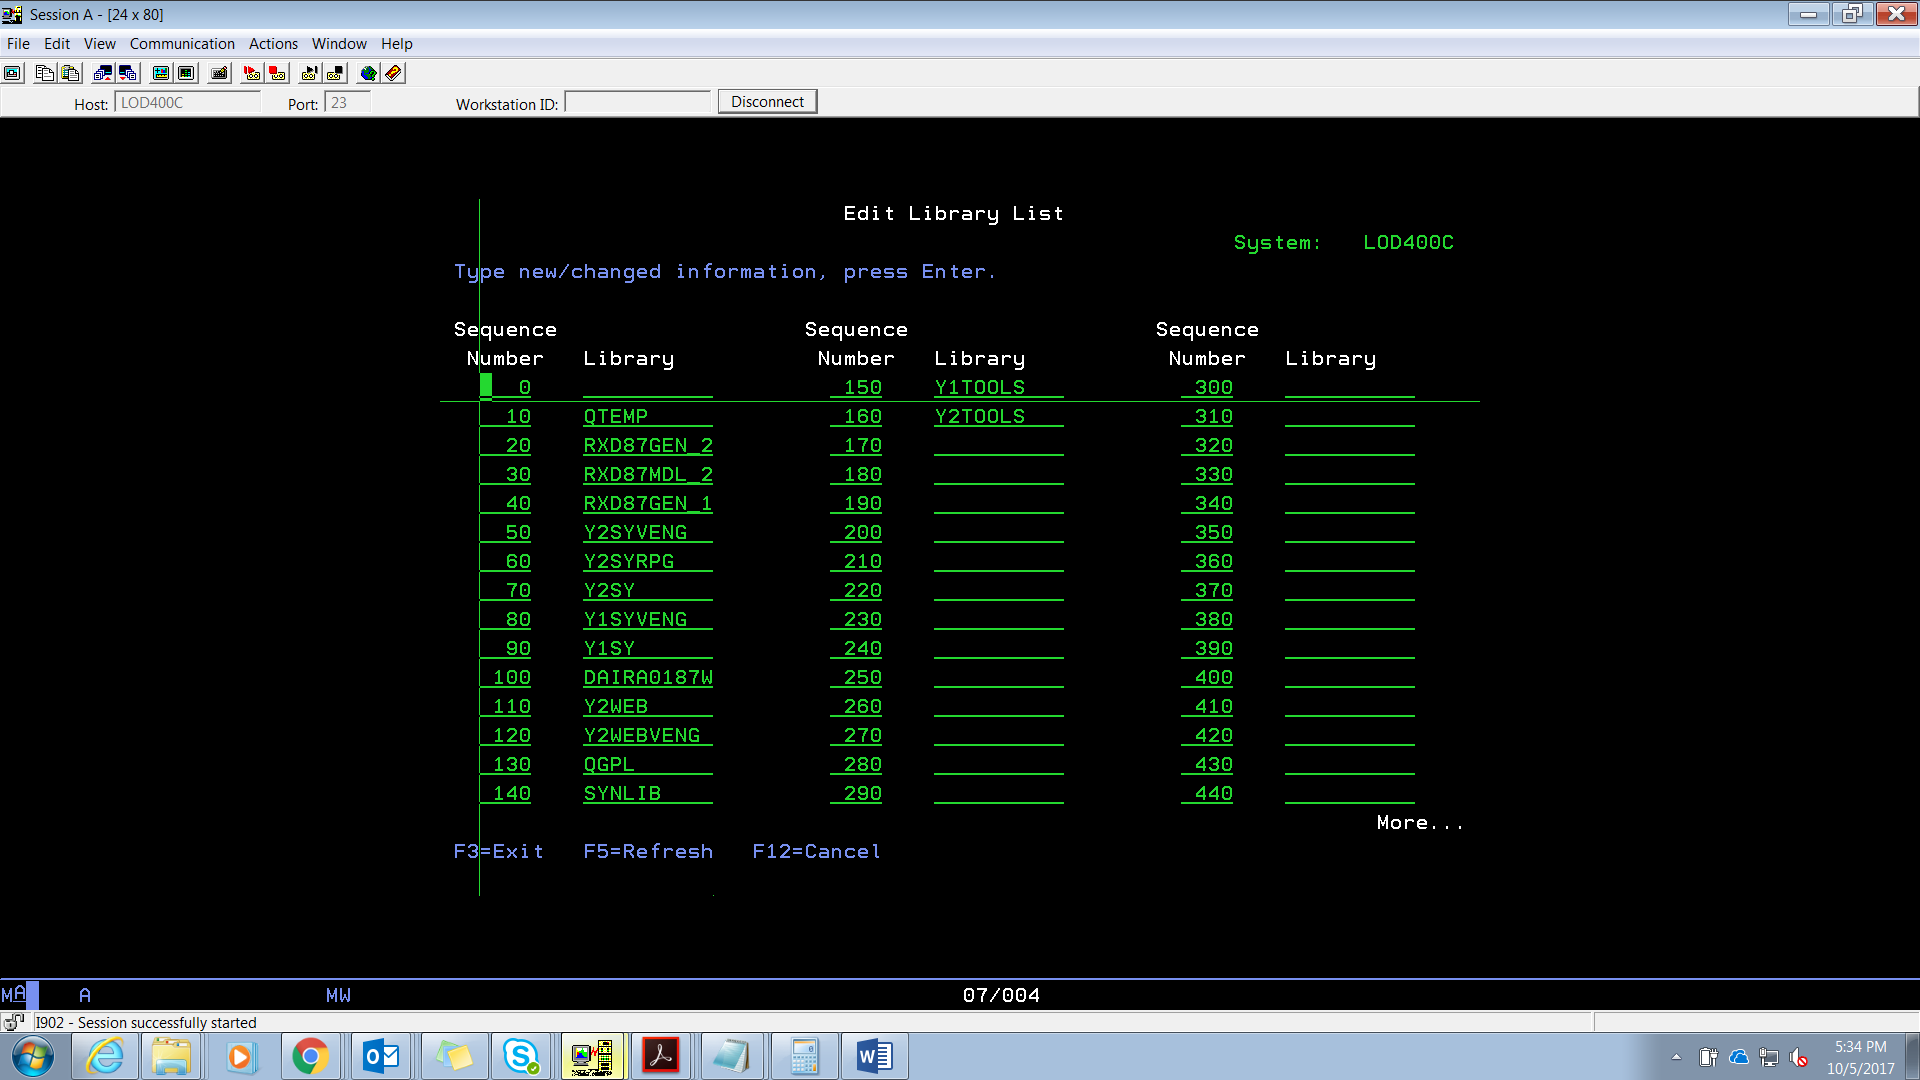 Session A - [24 x 80]
File Edit View Communication Actions Window Help
Host: LOD400C Port: 23 Workstation ID: Disconnect
Edit Library List
System: LOD400C
Type new/changed information, press Enter.
Sequence Sequence Sequence
Number Library Number Library Number Library
0 150 Y1TOOLS 300
10 QTEMP 160 Y2TOOLS 310
20 RXD87GEN_2 170 320
30 RXD87MDL_2 180 330
40 RXD87GEN_1 190 340
50 Y2SYVENG 200 350
60 Y2SYRPG 210 360
70 Y2SY 220 370
80 Y1SYVENG 230 380
90 Y1SY 240 390
100 DAIRA0187W 250 400
110 Y2WEB 260 410
120 Y2WEBVENG 270 420
130 QGPL 280 430
140 SYNLIB 290 440
More...
F3=Exit F5=Refresh F12=Cancel
MA A MW 07/004
I902 - Session successfully started
5:34 PM
10/5/2017